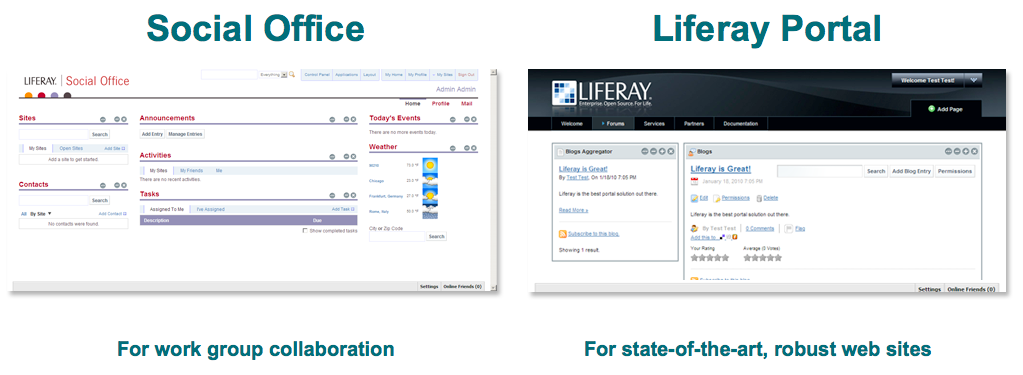 Social Office
Liferay Portal
LIFERAY. Social Office
Everything
Control Panel Applications Layout My Home My Profile My Sites Sign Out
Admin Admin
Home Profile Mail
Sites
Search
My Sites Open Sites Add Site
Add a site to get started.
Contacts
Search
All By Site Add Contact
No contacts were found.
Announcements
Add Entry Manage Entries
Activities
My Sites My Friends Me
There are no recent activities.
Tasks
Assigned To Me I've Assigned Add Task
Description Due
Show completed tasks
Today's Events
There are no more events today.
Weather
Chicago
Frankfurt, Germany
Rome, Italy
City or Zip Code
Search
Settings Online Friends (0)
LIFERAY.
Enterprise. Open Source. For Life.
Welcome Test Test!
Add Page
Welcome Forums Services Partners Documentation
Blogs Aggregator
Liferay is Great!
By Test Test, On 1/18/10 7:05 PM
Liferay is the best portal solution out there.
Read More »
Subscribe to this blog.
Showing 1 result.
Blogs
Liferay is Great!
January 18, 2010 7:05 PM
Search Add Blog Entry Permissions
Edit Permissions Delete
Liferay is the best portal solution out there.
By Test Test 0 Comments Flag
Add this to:
Your Rating Average (0 Votes)
Subscribe to this blog
Settings Online Friends (0)
For work group collaboration
For state-of-the-art, robust web sites